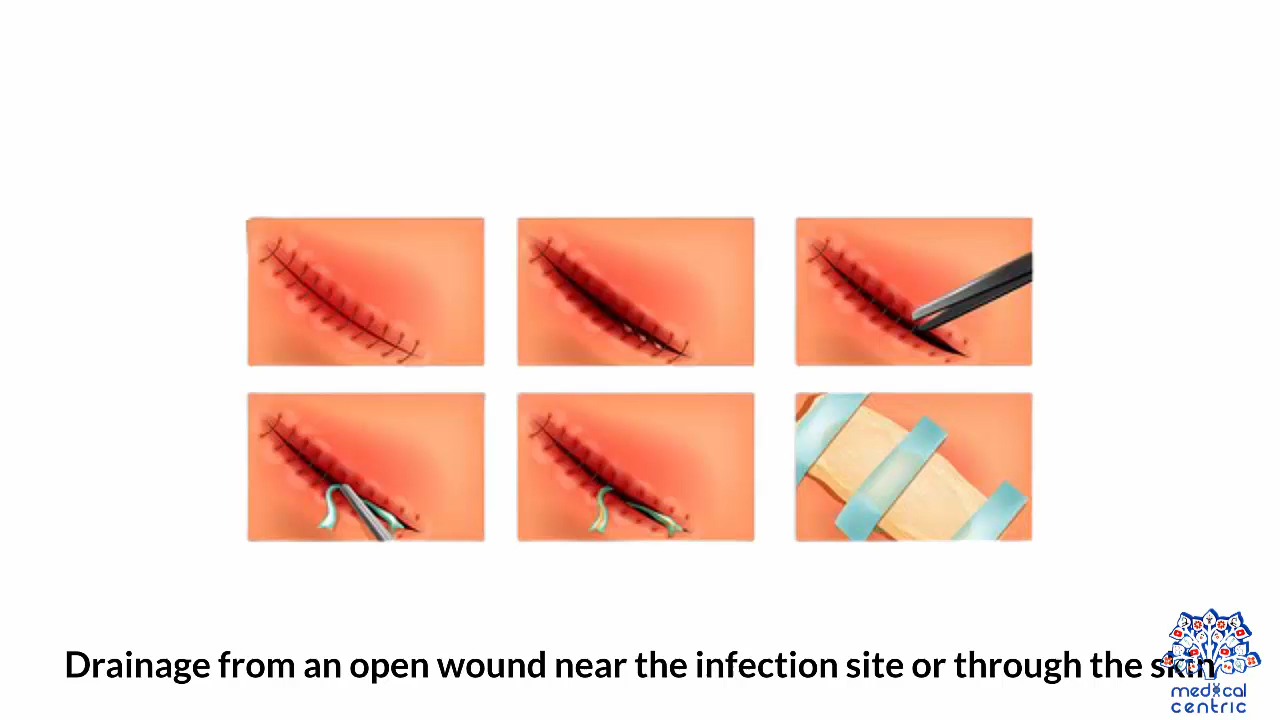 Drainage from an open wound near the infection site or through the skin
medical
centric